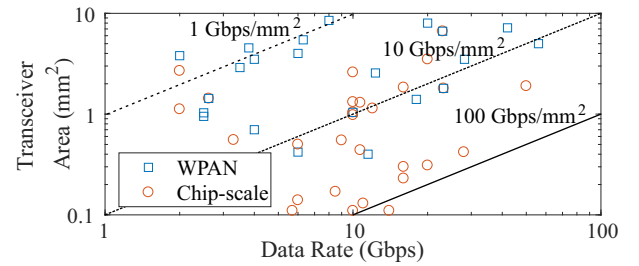 10
1
0.1
Transceiver
Area (mm²)
1 Gbps/mm²
10 Gbps/mm²
100 Gbps/mm²
WPAN
Chip-scale
1
10
100
Data Rate (Gbps)